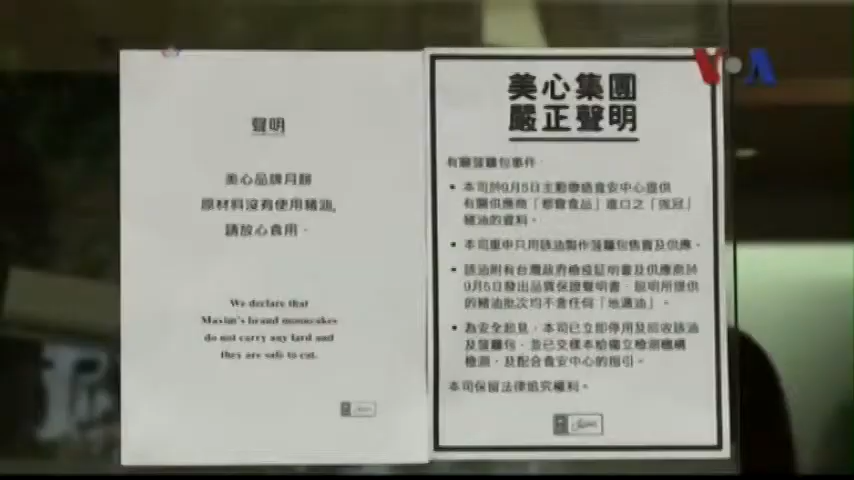 聲明
美心品牌月餅
原材料沒有使用豬油,
請放心食用。
We declare that
Maxim's brand mooncakes
do not carry any lard and
they are safe to eat.
美心集團
嚴正聲明
有關菠蘿包事件
• 本司於9月5日主動聯絡食安中心提供
有關供應商「都會食品」進口之「強冠」
豬油的資料。
• 本司重申只用該油製作菠蘿包售賣及供應。
• 該油附有台灣政府檢疫証明書及供應商於
9月5日發出品質保證聲明書,說明所提供
的豬油批次均不含任何「地溝油」。
• 為安全起見,本司已立即停用及回收該油
及菠蘿包,並已交樣本給獨立檢測機構
檢測,及配合食安中心的指引。
本司保留法律追究權利。
VOA